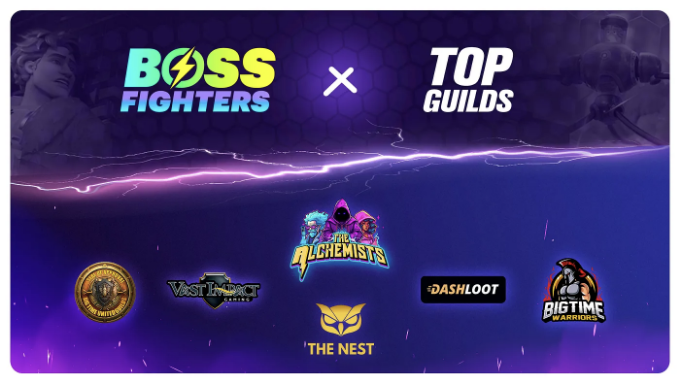 BOSS
FIGHTERS
TOP
GUILDS
THE
ALCHEMISTS
VAST IMPACT
GAMING
DASHLOOT
BIGTIME
WARRIORS
THE NEST